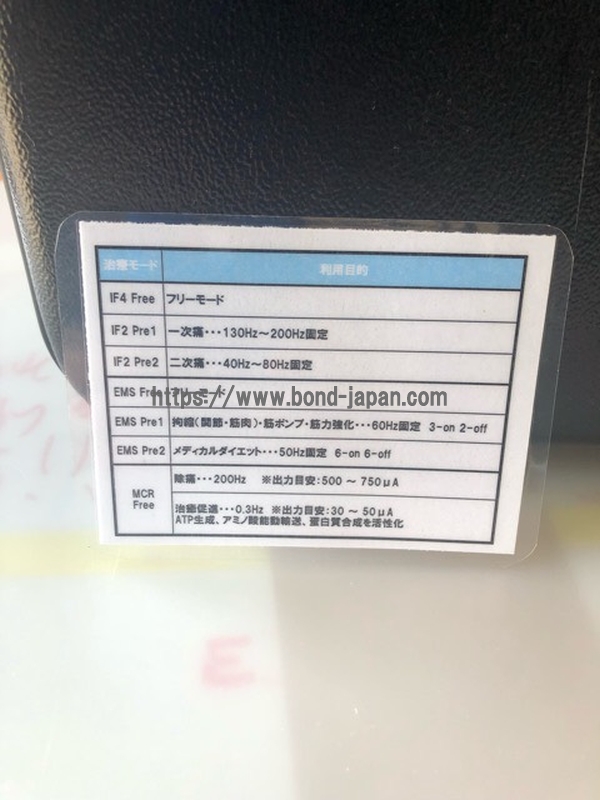 治療モード 利用目的
IF4 Free フリーモード
IF2 Pre1 一次痛・・・130Hz～200Hz固定
IF2 Pre2 二次痛・・・40Hz～80Hz固定
EMS Free フリーモード
https://www.bond-japan.com
EMS Pre1 拘縮（関節・筋肉）・筋ポンプ・筋力強化・・・60Hz固定 3-on 2-off
EMS Pre2 メディカルダイエット・・・50Hz固定 6-on 6-off
MCR Free
除痛・・・200Hz ※出力目安：500 ～ 750μA
治癒促進・・・0.3Hz ※出力目安：30 ～ 50μA
ATP生成、アミノ酸能動輸送、蛋白質合成を活性化
E